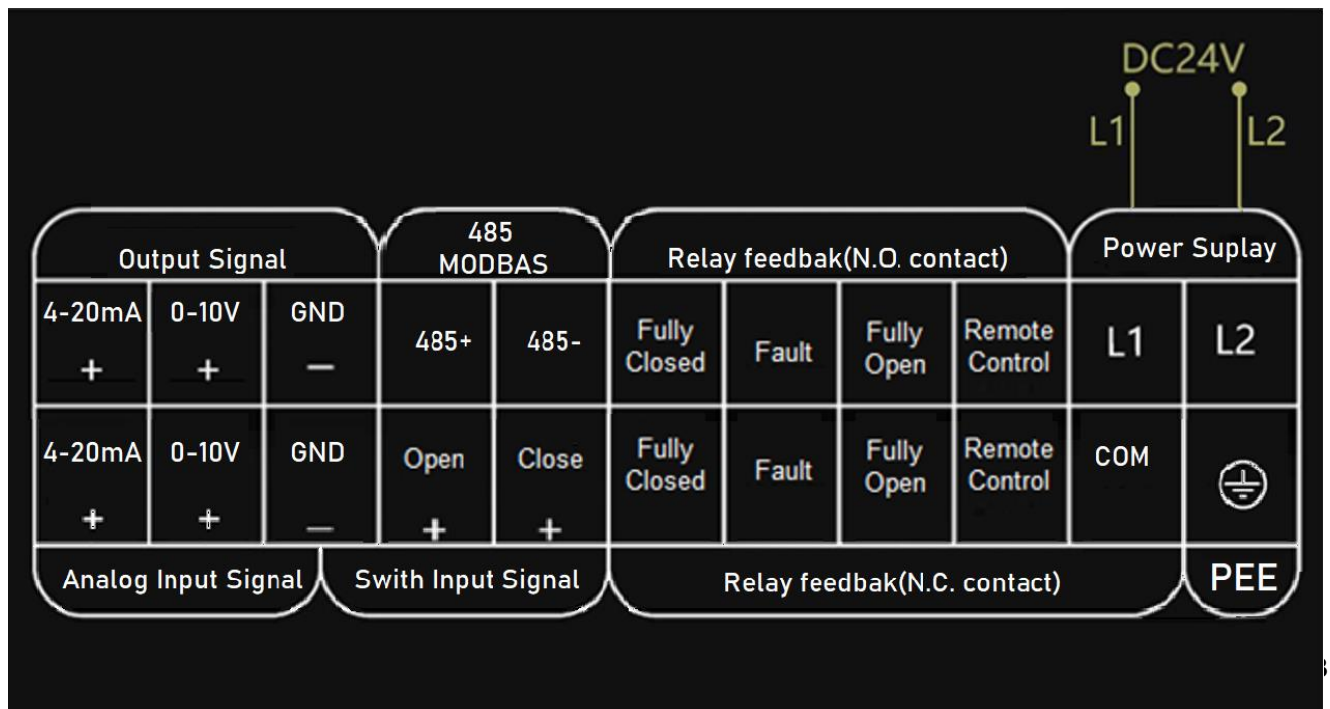 DC24V
L1 L2
Output Signal
485
MODBAS
Relay feedbak(N.O. contact)
Power Suplay
4-20mA
+
0-10V
+
GND
—
485+
485-
Fully
Closed
Fault
Fully
Open
Remote
Control
L1
L2
4-20mA
+
0-10V
+
GND
—
Open
+
Close
+
Fully
Closed
Fault
Fully
Open
Remote
Control
COM
Analog Input Signal
Swith Input Signal
Relay feedbak(N.C. contact)
PEE